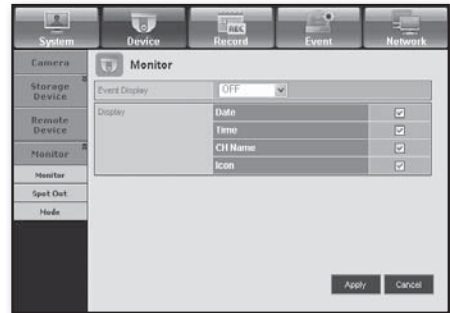 System Device Record Event Network
REC
Camera
Storage Device
Remote Device
Monitor
Monitor
Spot Out
Mode
Monitor
Event Display OFF
Display
Date
Time
CH Name
Icon
Apply Cancel